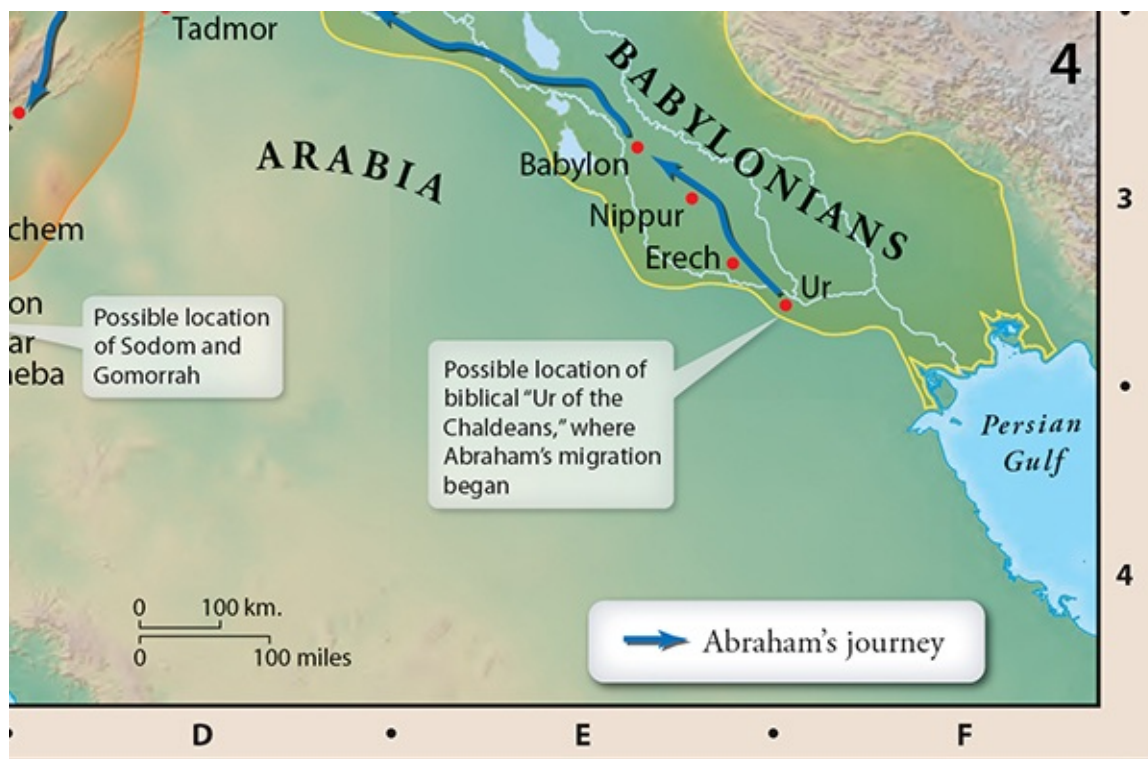 Tadmor
4
BABYLONIANS
ARABIA
Babylon
3
Nippur
chem
Erech
Ur
on
Possible location
of Sodom and
Gomorrah
ar
eba
Possible location of
biblical “Ur of the
Chaldeans,” where
Abraham’s migration
began
Persian
Gulf
4
0 100 km.
0 100 miles
Abraham’s journey
D E F